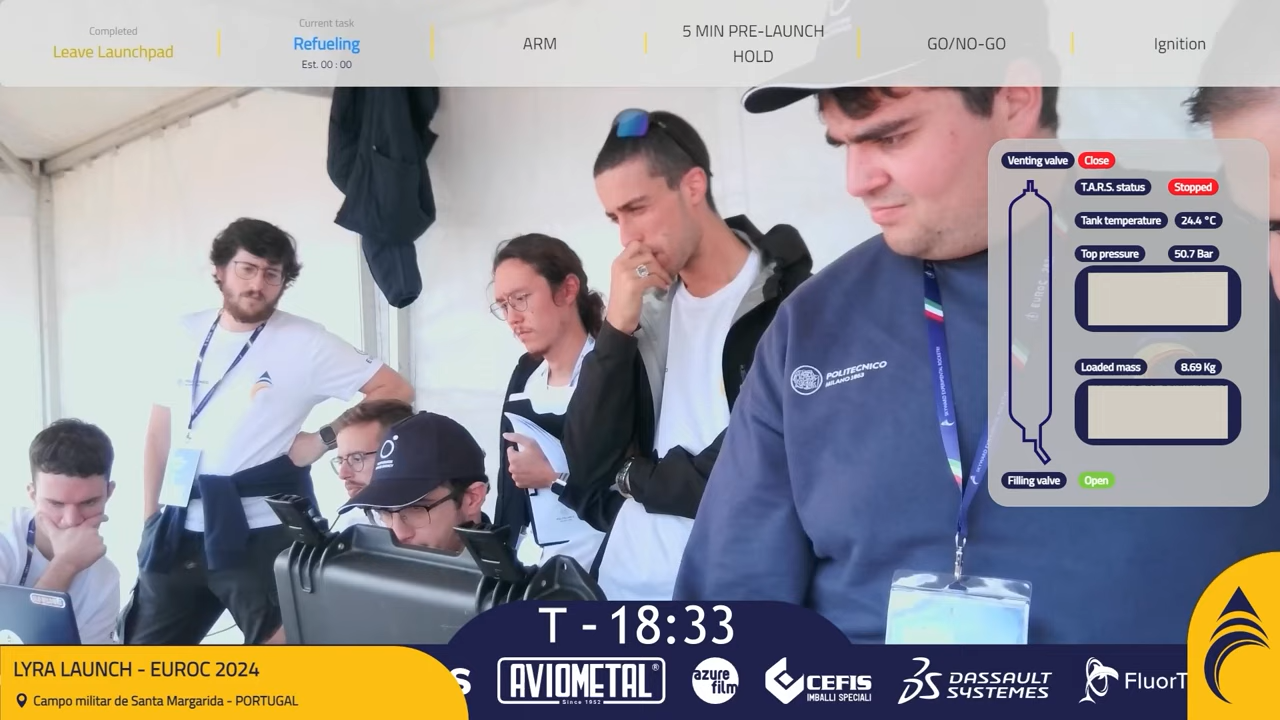 Completed
Leave Launchpad
Current task
Refueling
Est. 00 : 00
ARM
5 MIN PRE-LAUNCH
HOLD
GO/NO-GO
Ignition
Venting valve Close
T.A.R.S. status Stopped
Tank temperature 24.4 °C
Top pressure 50.7 Bar
Loaded mass 8.69 Kg
Filling valve Open
POLITECNICO
MILANO 1863
T - 18:33
LYRA LAUNCH - EUROC 2024
Campo militar de Santa Margarida - PORTUGAL
S
AVIOMETAL®
Since 1952
azure
film
CEFIS
IMBALLI SPECIALI
DASSAULT
SYSTEMES
FluorT